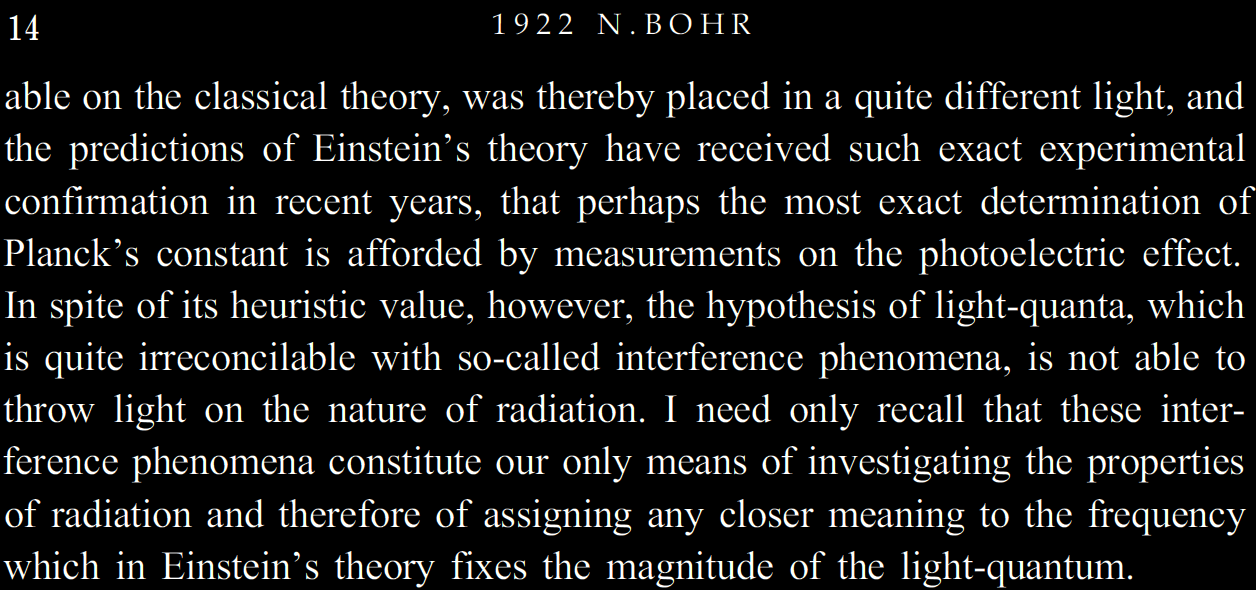 14
1922 N.BOHR
able on the classical theory, was thereby placed in a quite different light, and
the predictions of Einstein’s theory have received such exact experimental
confirmation in recent years, that perhaps the most exact determination of
Planck’s constant is afforded by measurements on the photoelectric effect.
In spite of its heuristic value, however, the hypothesis of light-quanta, which
is quite irreconcilable with so-called interference phenomena, is not able to
throw light on the nature of radiation. I need only recall that these inter-
ference phenomena constitute our only means of investigating the properties
of radiation and therefore of assigning any closer meaning to the frequency
which in Einstein’s theory fixes the magnitude of the light-quantum.